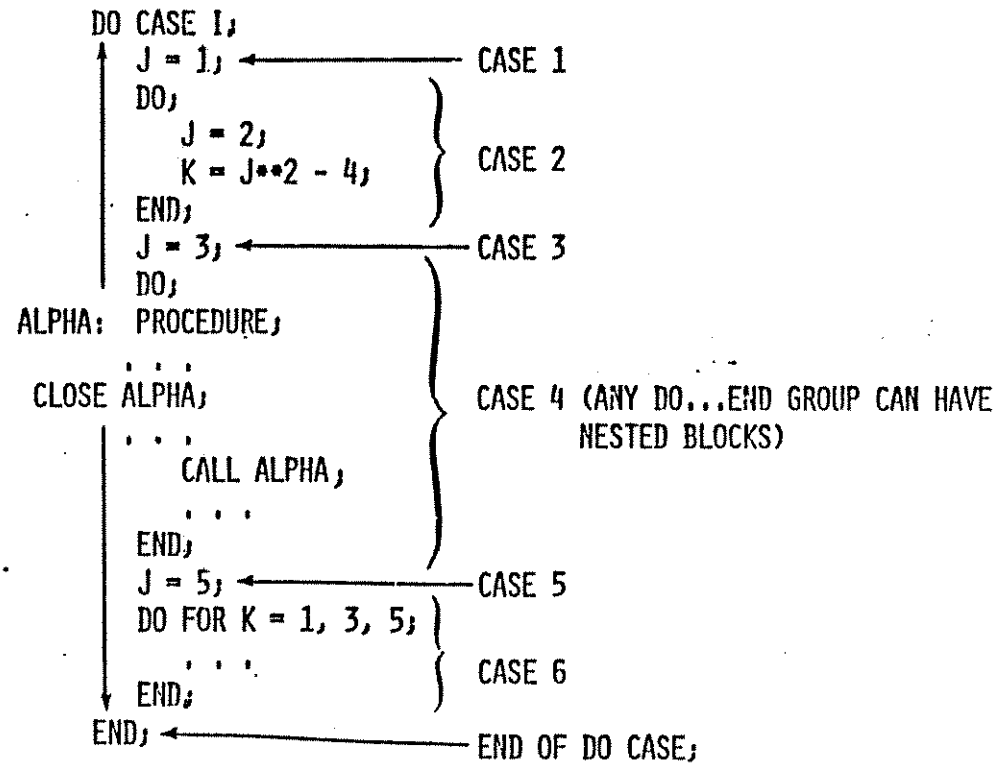 DO CASE I;
J = 1; CASE 1
DO;
J = 2;
K = J**2 - 4; CASE 2
END;
J = 3; CASE 3
DO;
ALPHA: PROCEDURE;
. . .
CLOSE ALPHA; CASE 4 (ANY DO...END GROUP CAN HAVE
. . . NESTED BLOCKS)
CALL ALPHA;
. . .
END;
J = 5; CASE 5
DO FOR K = 1, 3, 5;
. . . CASE 6
END;
END; END OF DO CASE;